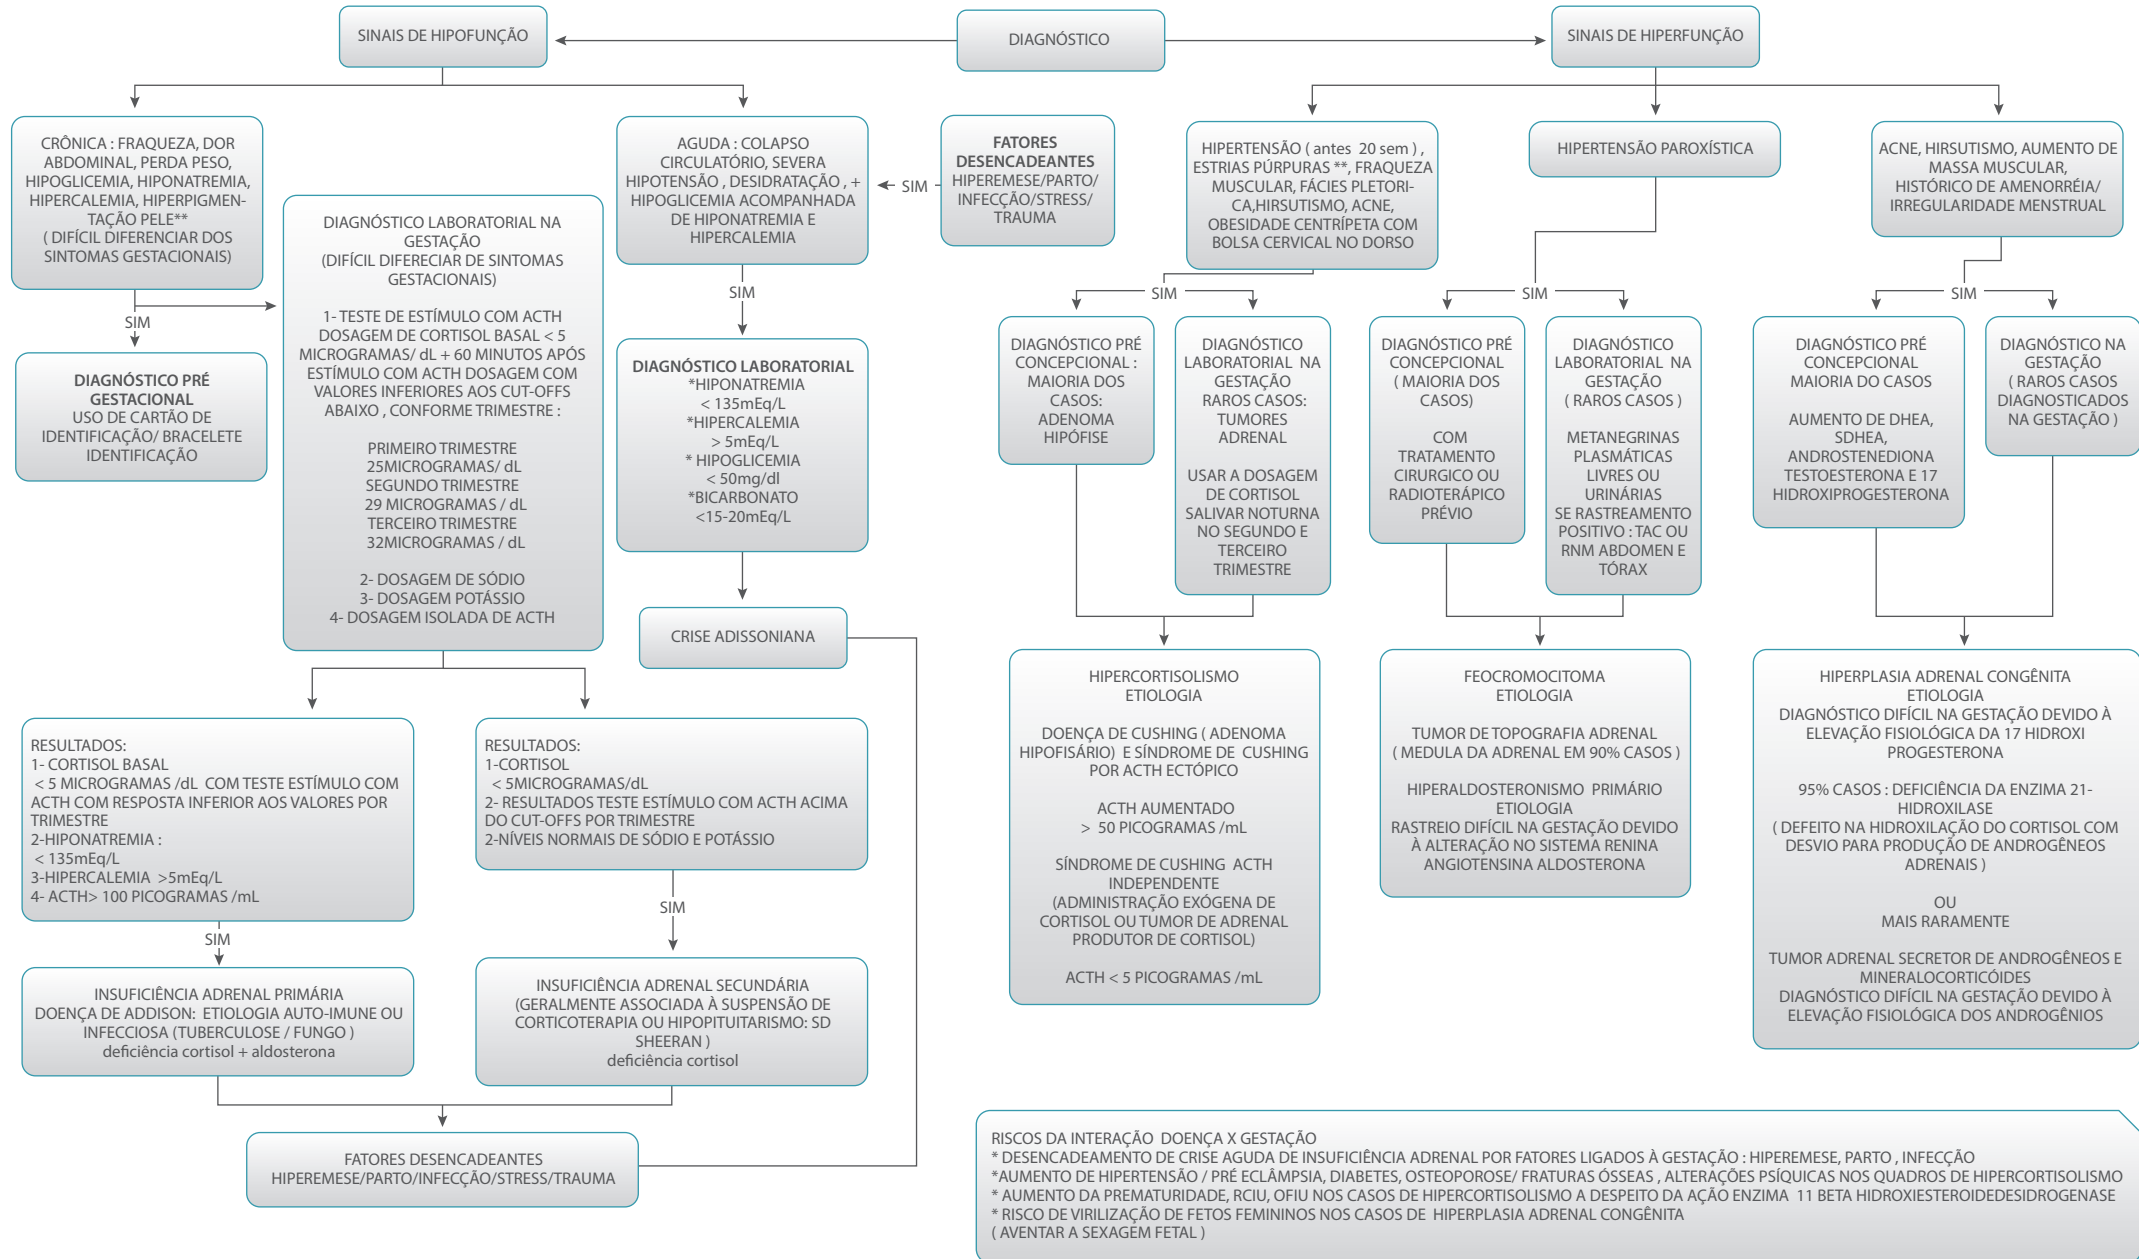 SINAIS DE HIPOFUNÇÃO
DIAGNÓSTICO
SINAIS DE HIPERFUNÇÃO
CRÔNICA : FRAQUEZA, DOR
ABDOMINAL, PERDA PESO,
HIPOGLICEMIA, HIPONATREMIA,
HIPERCALEMIA, HIPERPIGMEN-
TAÇÃO PELE**
( DIFÍCIL DIFERENCIAR DOS
SINTOMAS GESTACIONAIS)
SIM
DIAGNÓSTICO PRÉ
GESTACIONAL
USO DE CARTÃO DE
IDENTIFICAÇÃO/ BRACELETE
IDENTIFICAÇÃO
DIAGNÓSTICO LABORATORIAL NA
GESTAÇÃO
(DIFÍCIL DIFERECIAR DE SINTOMAS
GESTACIONAIS)
1- TESTE DE ESTÍMULO COM ACTH
DOSAGEM DE CORTISOL BASAL < 5
MICROGRAMAS/ dL + 60 MINUTOS APÓS
ESTÍMULO COM ACTH DOSAGEM COM
VALORES INFERIORES AOS CUT-OFFS
ABAIXO , CONFORME TRIMESTRE :
PRIMEIRO TRIMESTRE
25MICROGRAMAS/ dL
SEGUNDO TRIMESTRE
29 MICROGRAMAS / dL
TERCEIRO TRIMESTRE
32MICROGRAMAS / dL
2- DOSAGEM DE SÓDIO
3- DOSAGEM POTÁSSIO
4- DOSAGEM ISOLADA DE ACTH
AGUDA : COLAPSO
CIRCULATÓRIO, SEVERA
HIPOTENSÃO , DESIDRATAÇÃO , +
HIPOGLICEMIA ACOMPANHADA
DE HIPONATREMIA E
HIPERCALEMIA
SIM
FATORES
DESENCADEANTES
HIPEREMESE/PARTO/
INFECÇÃO/STRESS/
TRAUMA
SIM
DIAGNÓSTICO LABORATORIAL
*HIPONATREMIA
< 135mEq/L
*HIPERCALEMIA
> 5mEq/L
* HIPOGLICEMIA
< 50mg/dl
*BICARBONATO
<15-20mEq/L
CRISE ADISSONIANA
RESULTADOS:
1- CORTISOL BASAL
< 5 MICROGRAMAS /dL COM TESTE ESTÍMULO COM
ACTH COM RESPOSTA INFERIOR AOS VALORES POR
TRIMESTRE
2-HIPONATREMIA :
< 135mEq/L
3-HIPERCALEMIA >5mEq/L
4- ACTH> 100 PICOGRAMAS /mL
SIM
RESULTADOS:
1-CORTISOL
< 5MICROGRAMAS/dL
2- RESULTADOS TESTE ESTÍMULO COM ACTH ACIMA
DO CUT-OFFS POR TRIMESTRE
2-NÍVEIS NORMAIS DE SÓDIO E POTÁSSIO
SIM
INSUFICIÊNCIA ADRENAL PRIMÁRIA
DOENÇA DE ADDISON: ETIOLOGIA AUTO-IMUNE OU
INFECCIOSA (TUBERCULOSE / FUNGO )
deficiência cortisol + aldosterona
INSUFICIÊNCIA ADRENAL SECUNDÁRIA
(GERALMENTE ASSOCIADA À SUSPENSÃO DE
CORTICOTERAPIA OU HIPOPITUITARISMO: SD
SHEERAN )
deficiência cortisol
FATORES DESENCADEANTES
HIPEREMESE/PARTO/INFECÇÃO/STRESS/TRAUMA
HIPERTENSÃO ( antes 20 sem ) ,
ESTRIAS PÚRPURAS **, FRAQUEZA
MUSCULAR, FÁCIES PLETORI-
CA,HIRSUTISMO, ACNE,
OBESIDADE CENTRÍPETA COM
BOLSA CERVICAL NO DORSO
SIM
DIAGNÓSTICO PRÉ
CONCEPCIONAL :
MAIORIA DOS
CASOS:
ADENOMA
HIPÓFISE
DIAGNÓSTICO
LABORATORIAL NA
GESTAÇÃO
RAROS CASOS:
TUMORES
ADRENAL
USAR A DOSAGEM
DE CORTISOL
SALIVAR NOTURNA
NO SEGUNDO E
TERCEIRO
TRIMESTRE
HIPERCORTISOLISMO
ETIOLOGIA
DOENÇA DE CUSHING ( ADENOMA
HIPOFISÁRIO) E SÍNDROME DE CUSHING
POR ACTH ECTÓPICO
ACTH AUMENTADO
> 50 PICOGRAMAS /mL
SÍNDROME DE CUSHING ACTH
INDEPENDENTE
(ADMINISTRAÇÃO EXÓGENA DE
CORTISOL OU TUMOR DE ADRENAL
PRODUTOR DE CORTISOL)
ACTH < 5 PICOGRAMAS /mL
HIPERTENSÃO PAROXÍSTICA
SIM
DIAGNÓSTICO PRÉ
CONCEPCIONAL
( MAIORIA DOS
CASOS)
COM
TRATAMENTO
CIRURGICO OU
RADIOTERÁPICO
PRÉVIO
DIAGNÓSTICO
LABORATORIAL NA
GESTAÇÃO
( RAROS CASOS )
METANEGRINAS
PLASMÁTICAS
LIVRES OU
URINÁRIAS
SE RASTREAMENTO
POSITIVO : TAC OU
RNM ABDOMEN E
TÓRAX
FEOCROMOCITOMA
ETIOLOGIA
TUMOR DE TOPOGRAFIA ADRENAL
( MEDULA DA ADRENAL EM 90% CASOS )
HIPERALDOSTERONISMO PRIMÁRIO
ETIOLOGIA
RASTREIO DIFÍCIL NA GESTAÇÃO DEVIDO
À ALTERAÇÃO NO SISTEMA RENINA
ANGIOTENSINA ALDOSTERONA
ACNE, HIRSUTISMO, AUMENTO DE
MASSA MUSCULAR,
HISTÓRICO DE AMENORRÉIA/
IRREGULARIDADE MENSTRUAL
SIM
DIAGNÓSTICO PRÉ
CONCEPCIONAL
MAIORIA DO CASOS
AUMENTO DE DHEA,
SDHEA,
ANDROSTENEDIONA
TESTOESTERONA E 17
HIDROXIPROGESTERONA
DIAGNÓSTICO NA
GESTAÇÃO
( RAROS CASOS
DIAGNOSTICADOS
NA GESTAÇÃO )
HIPERPLASIA ADRENAL CONGÊNITA
ETIOLOGIA
DIAGNÓSTICO DIFÍCIL NA GESTAÇÃO DEVIDO À
ELEVAÇÃO FISIOLÓGICA DA 17 HIDROXI
PROGESTERONA
95% CASOS : DEFICIÊNCIA DA ENZIMA 21-
HIDROXILASE
( DEFEITO NA HIDROXILAÇÃO DO CORTISOL COM
DESVIO PARA PRODUÇÃO DE ANDROGÊNEOS
ADRENAIS )
OU
MAIS RARAMENTE
TUMOR ADRENAL SECRETOR DE ANDROGÊNEOS E
MINERALOCORTICÓIDES
DIAGNÓSTICO DIFÍCIL NA GESTAÇÃO DEVIDO À
ELEVAÇÃO FISIOLÓGICA DOS ANDROGÊNIOS
RISCOS DA INTERAÇÃO DOENÇA X GESTAÇÃO
* DESENCADEAMENTO DE CRISE AGUDA DE INSUFICIÊNCIA ADRENAL POR FATORES LIGADOS À GESTAÇÃO : HIPEREMESE, PARTO , INFECÇÃO
*AUMENTO DE HIPERTENSÃO / PRÉ ECLÂMPSIA, DIABETES, OSTEOPOROSE/ FRATURAS ÓSSEAS , ALTERAÇÕES PSÍQUICAS NOS QUADROS DE HIPERCORTISOLISMO
* AUMENTO DA PREMATURIDADE, RCIU, OFIU NOS CASOS DE HIPERCORTISOLISMO A DESPEITO DA AÇÃO ENZIMA 11 BETA HIDROXIESTEROIDEDESIDROGENASE
* RISCO DE VIRILIZAÇÃO DE FETOS FEMININOS NOS CASOS DE HIPERPLASIA ADRENAL CONGÊNITA
( AVENTAR A SEXAGEM FETAL )